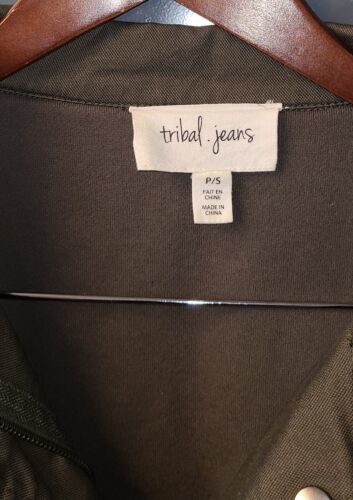 tribal.jeans
P/S
FAIT EN
CHINE
MADE IN
CHINA